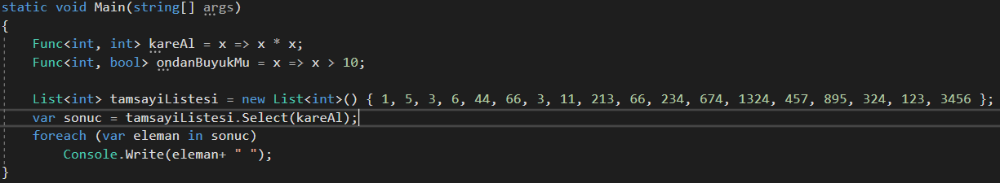 static void Main(string[] args)
{
Func<int, int> kareAl = x => x * x;
Func<int, bool> ondanBuyukMu = x => x > 10;
List<int> tamsayiListesi = new List<int>() { 1, 5, 3, 6, 44, 66, 3, 11, 213, 66, 234, 674, 1324, 457, 895, 324, 123, 3456 };
var sonuc = tamsayiListesi.Select(kareAl);
foreach (var eleman in sonuc)
Console.Write(eleman+ " ");
}